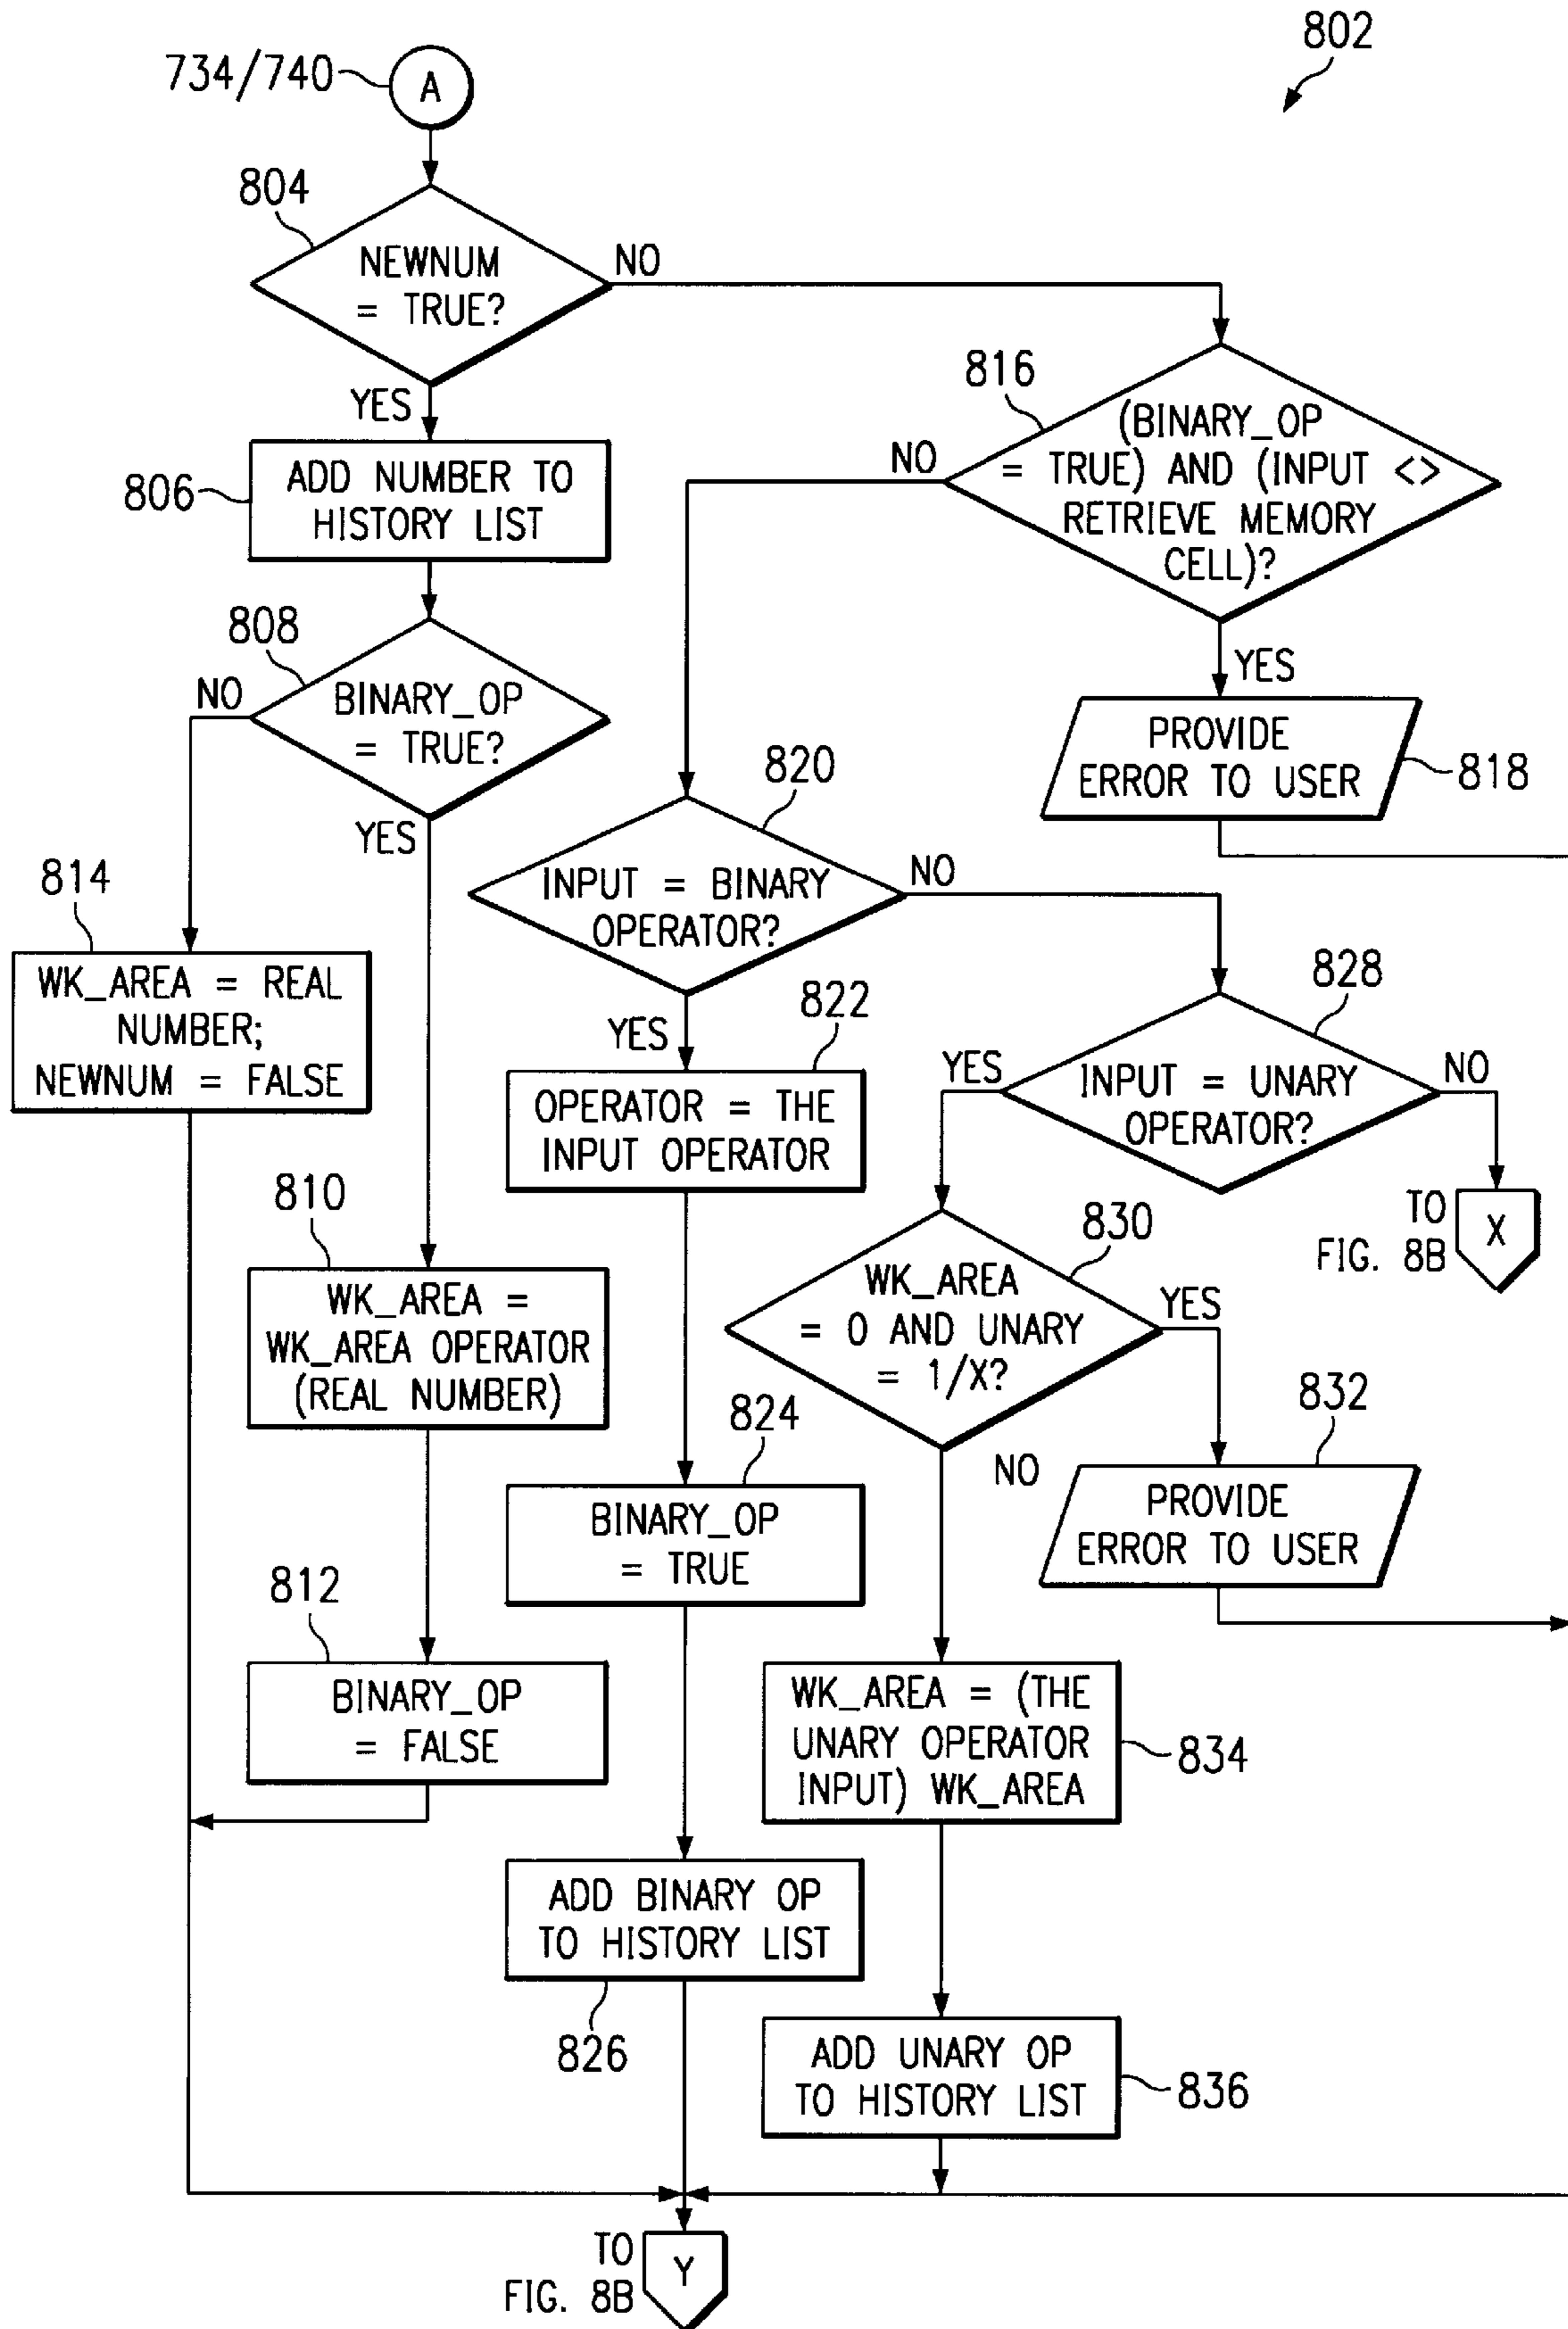 802
734/740
A
804
NEWNUM
= TRUE?
NO
YES
806
ADD NUMBER TO
HISTORY LIST
808
BINARY_OP
= TRUE?
NO
YES
814
WK_AREA = REAL
NUMBER;
NEWNUM = FALSE
810
WK_AREA =
WK_AREA OPERATOR
(REAL NUMBER)
812
BINARY_OP
= FALSE
816
(BINARY_OP
= TRUE) AND (INPUT <>
RETRIEVE MEMORY
CELL)?
NO
YES
PROVIDE
ERROR TO USER
818
820
INPUT = BINARY
OPERATOR?
NO
YES
822
OPERATOR = THE
INPUT OPERATOR
824
BINARY_OP
= TRUE
ADD BINARY OP
TO HISTORY LIST
826
828
INPUT = UNARY
OPERATOR?
YES
NO
TO
FIG. 8B
X
830
WK_AREA
= 0 AND UNARY
= 1/X?
YES
NO
832
PROVIDE
ERROR TO USER
WK_AREA = (THE
UNARY OPERATOR
INPUT) WK_AREA
834
ADD UNARY OP
TO HISTORY LIST
836
TO
FIG. 8B
Y